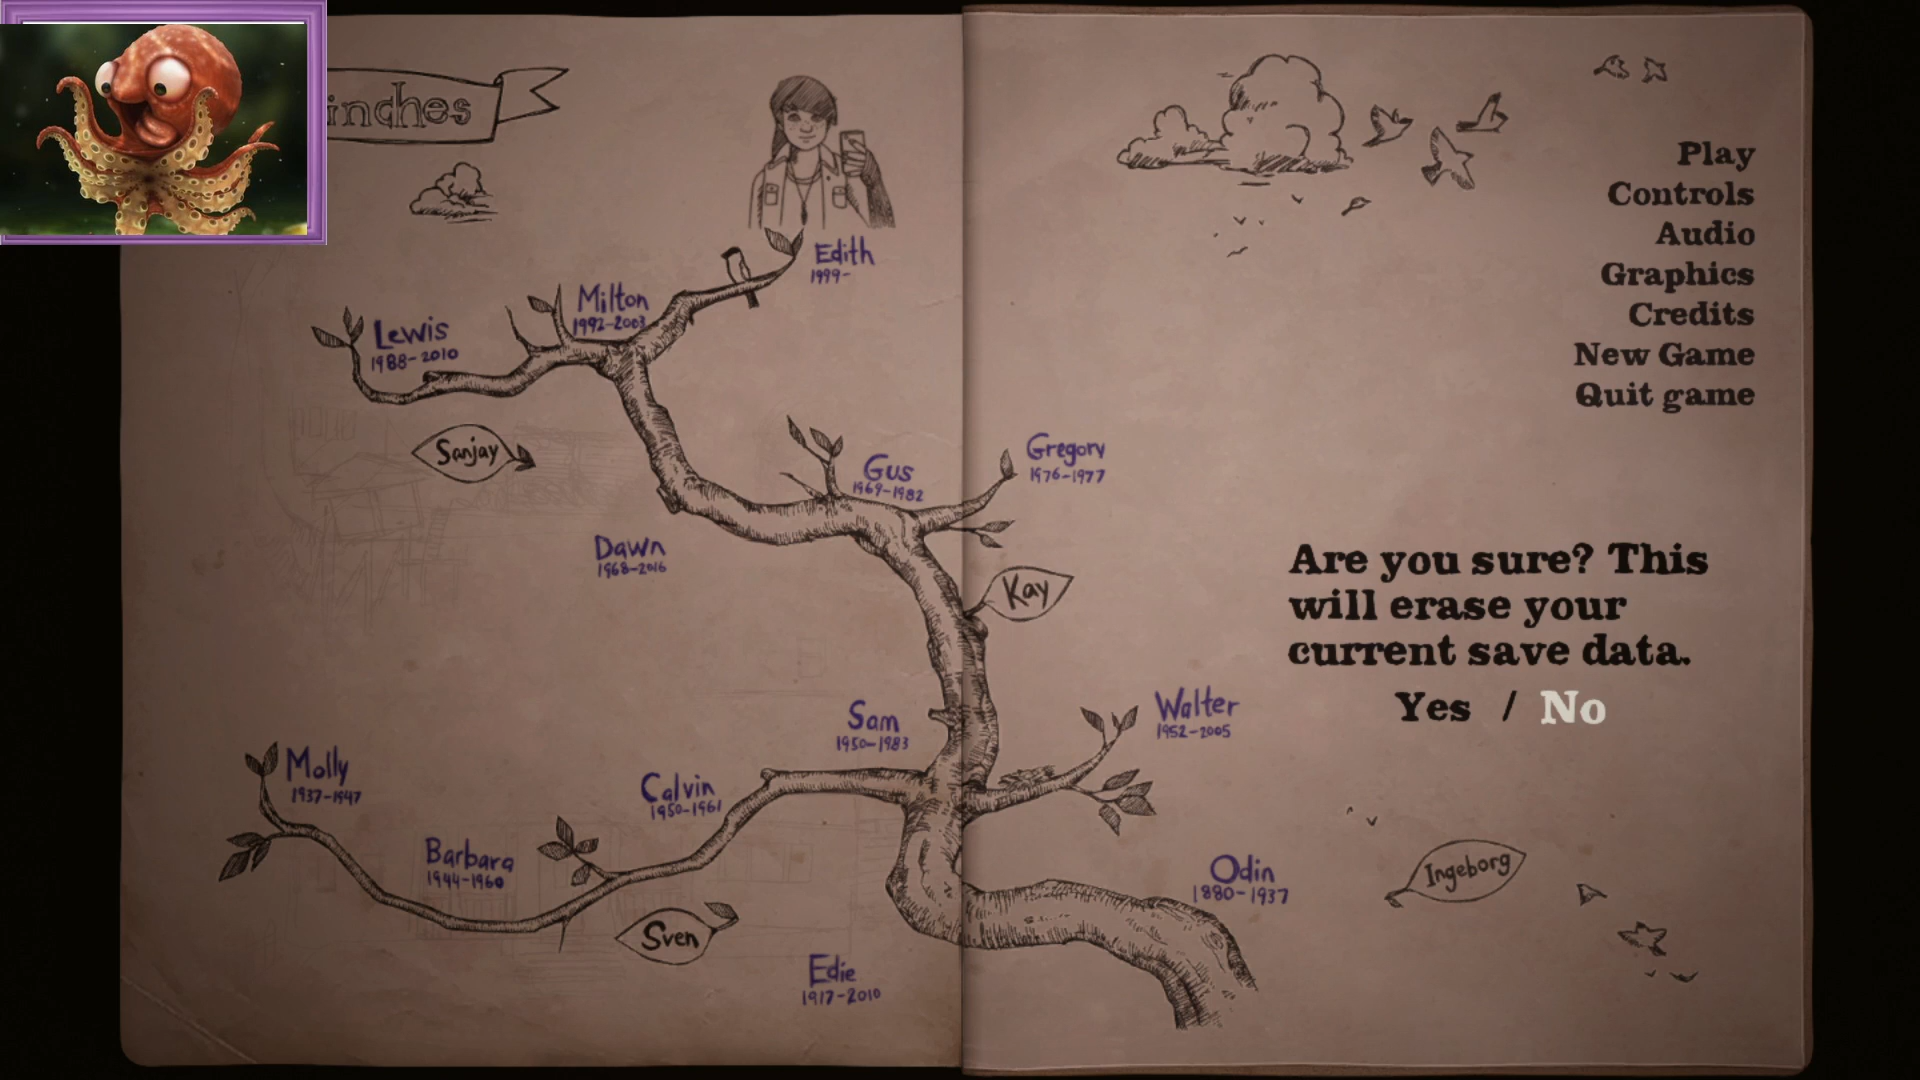 inches
Edith
1999-
Milton
1992-2003
Lewis
1988-2010
Sanjay
Gus
1969-1982
Gregory
1976-1977
Dawn
1968-2016
Kay
Sam
1950-1983
Walter
1952-2005
Molly
1937-1947
Calvin
1950-1961
Barbara
1944-1960
Sven
Odin
1880-1937
Ingeborg
Edie
1917-2010
Play
Controls
Audio
Graphics
Credits
New Game
Quit game
Are you sure? This
will erase your
current save data.
Yes / No